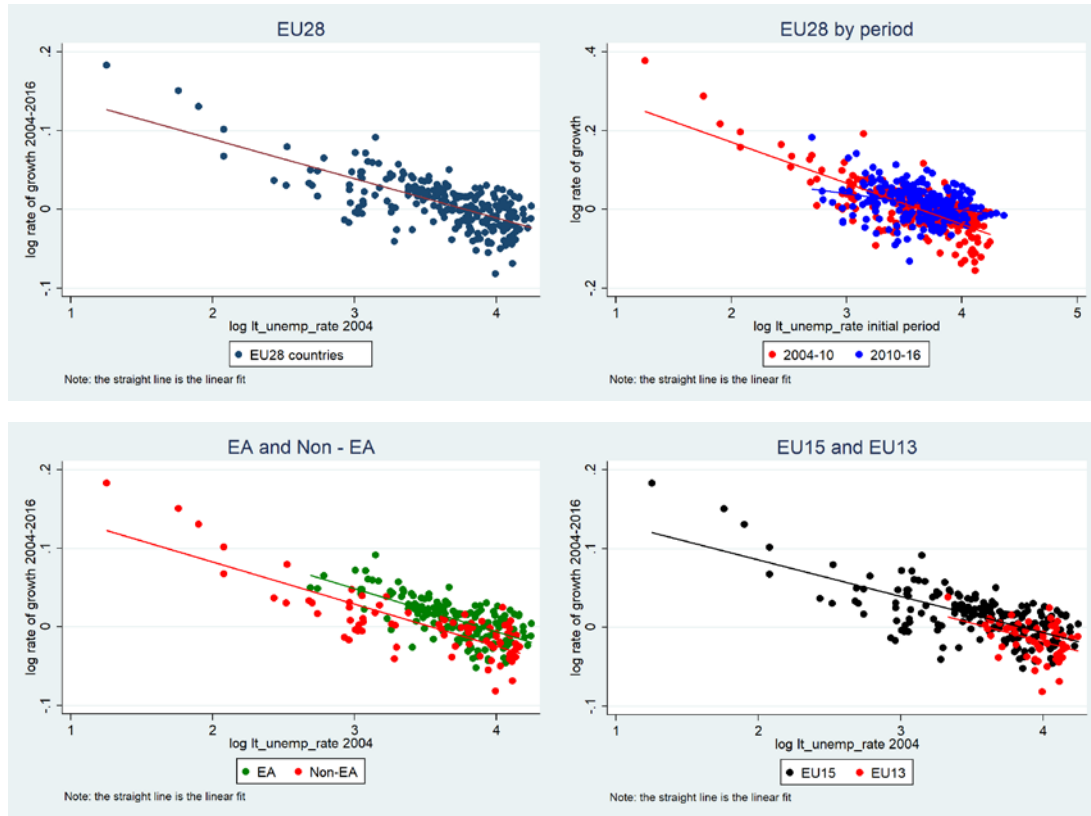 EU28
log rate of growth 2004-2016
.2
.1
0
-.1
1
2
3
4
log lt_unemp_rate 2004
EU28 countries
Note: the straight line is the linear fit
EU28 by period
log rate of growth
.4
.2
0
-.2
1
2
3
4
5
log lt_unemp_rate initial period
2004-10
2010-16
Note: the straight line is the linear fit
EA and Non - EA
log rate of growth 2004-2016
.2
.1
0
-.1
1
2
3
4
log lt_unemp_rate 2004
EA
Non-EA
Note: the straight line is the linear fit
EU15 and EU13
log rate of growth 2004-2016
.2
.1
0
-.1
1
2
3
4
log lt_unemp_rate 2004
EU15
EU13
Note: the straight line is the linear fit